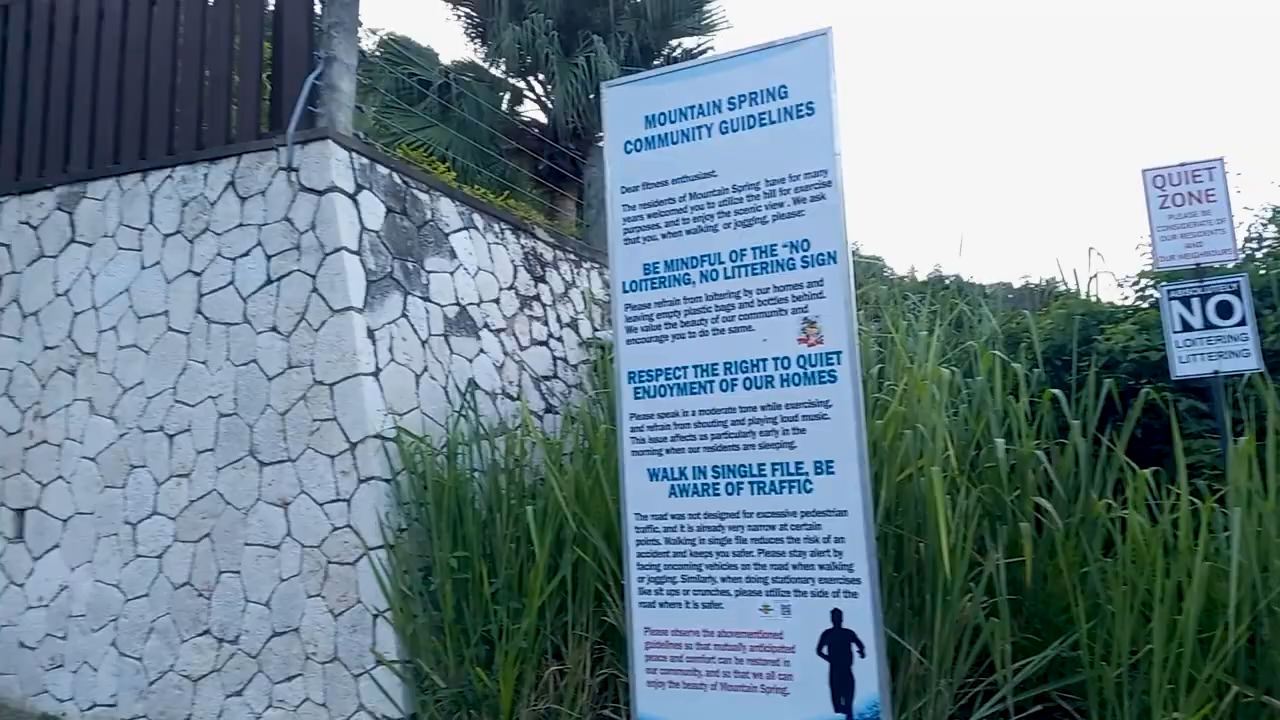 MOUNTAIN SPRING
COMMUNITY GUIDELINES
Dear fitness enthusiast,
The residents of Mountain Spring have for many
years welcomed you to utilize the hill for exercise
purposes, and to enjoy the scenic view. We ask
that you, when walking or jogging, please:
BE MINDFUL OF THE "NO
LOITERING, NO LITTERING SIGN
Please refrain from loitering by our homes and
leaving empty plastic bags and bottles behind.
We value the beauty of our community and
encourage you to do the same.
RESPECT THE RIGHT TO QUIET
ENJOYMENT OF OUR HOMES
Please speak in a moderate tone while exercising,
and refrain from shouting and playing loud music.
This issue affects us particularly early in the
morning when our residents are sleeping.
WALK IN SINGLE FILE, BE
AWARE OF TRAFFIC
The road was not designed for excessive pedestrian
traffic, and it is already very narrow at certain
points. Walking in single file reduces the risk of an
accident and keeps you safer. Please stay alert by
facing oncoming vehicles on the road when walking
or jogging. Similarly, when doing stationary exercises
like sit ups or crunches, please utilize the side of the
road where it is safer.
Please observe the abovementioned
guidelines so that mutually anticipated
peace and comfort can be restored in
our community, and so that we all can
enjoy the beauty of Mountain Spring.
QUIET
ZONE
PLEASE BE
CONSIDERATE OF
OUR RESIDENTS
AND
OUR NEIGHBOURS
ABSOLUTELY
NO
LOITERING
LITTERING